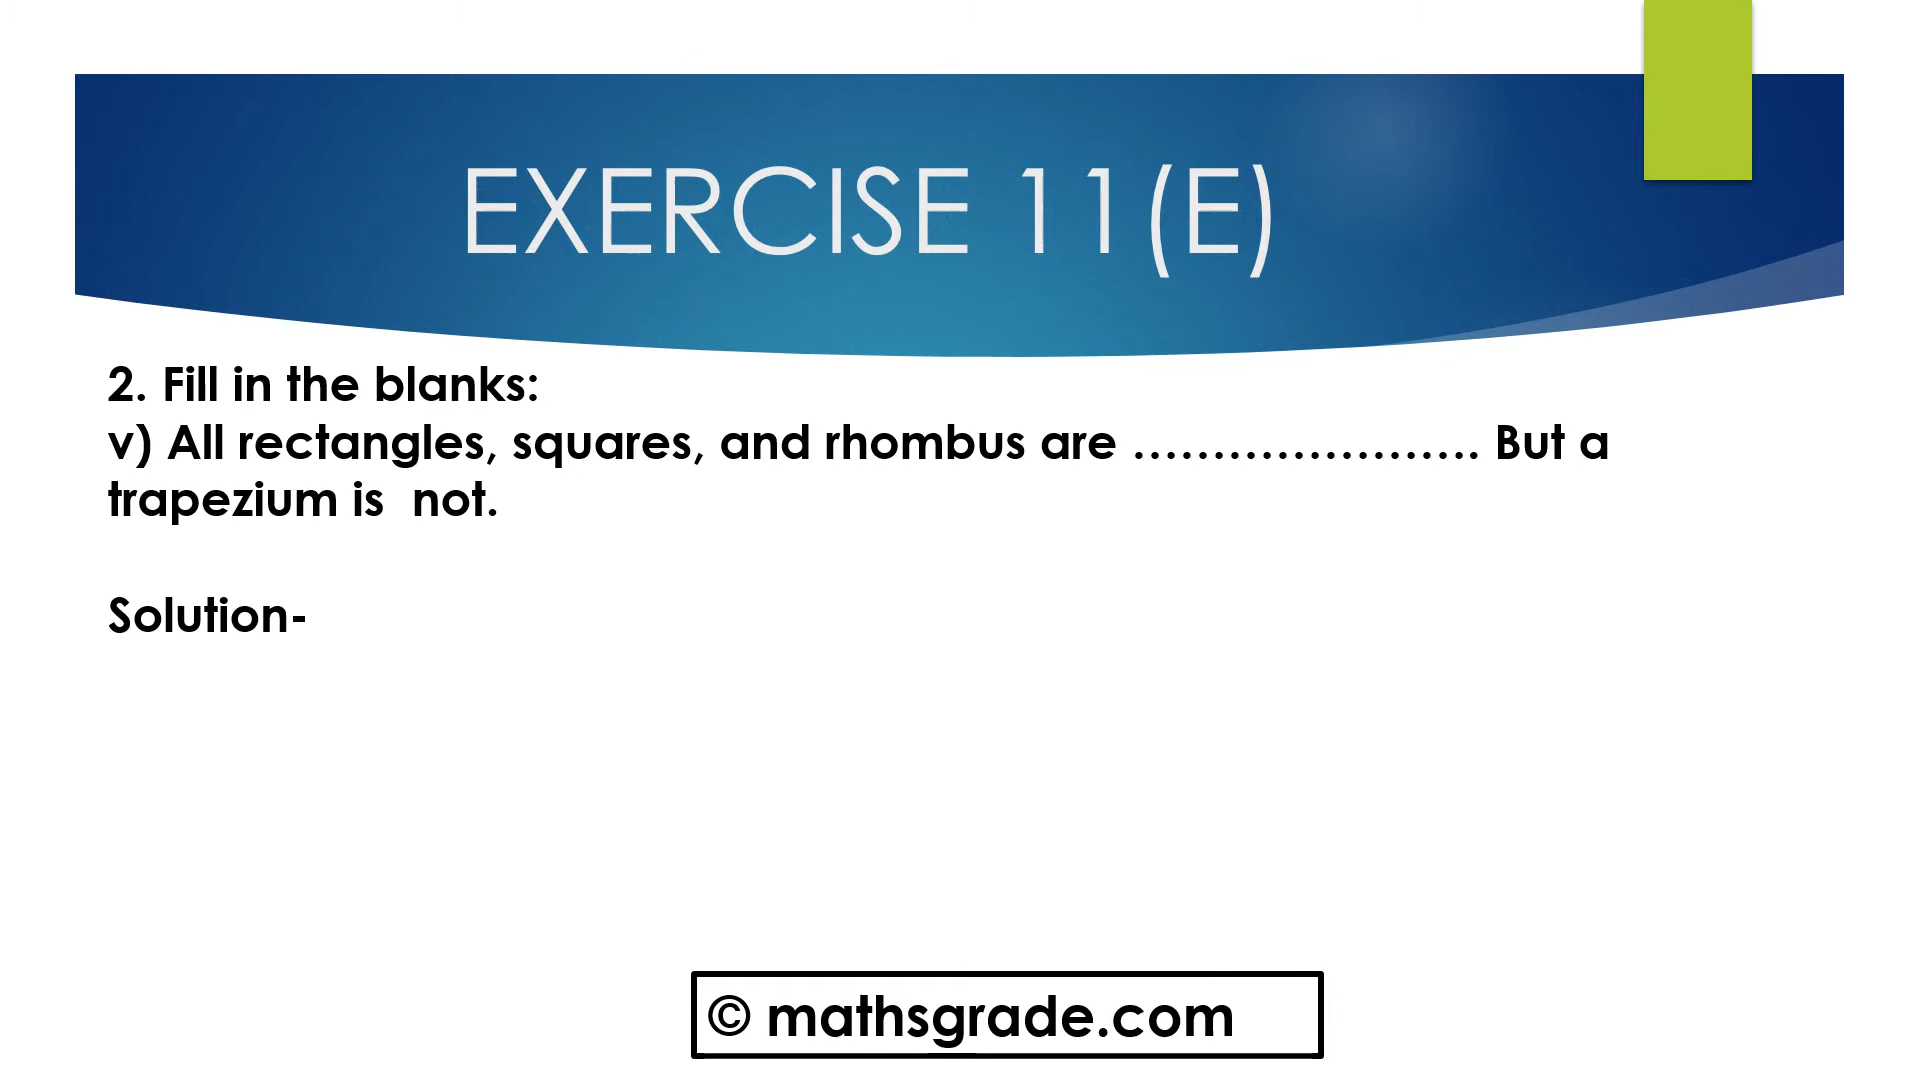 EXERCISE 11(E)
2. Fill in the blanks:
v) All rectangles, squares, and rhombus are …………………. But a
trapezium is  not.
Solution-
© mathsgrade.com